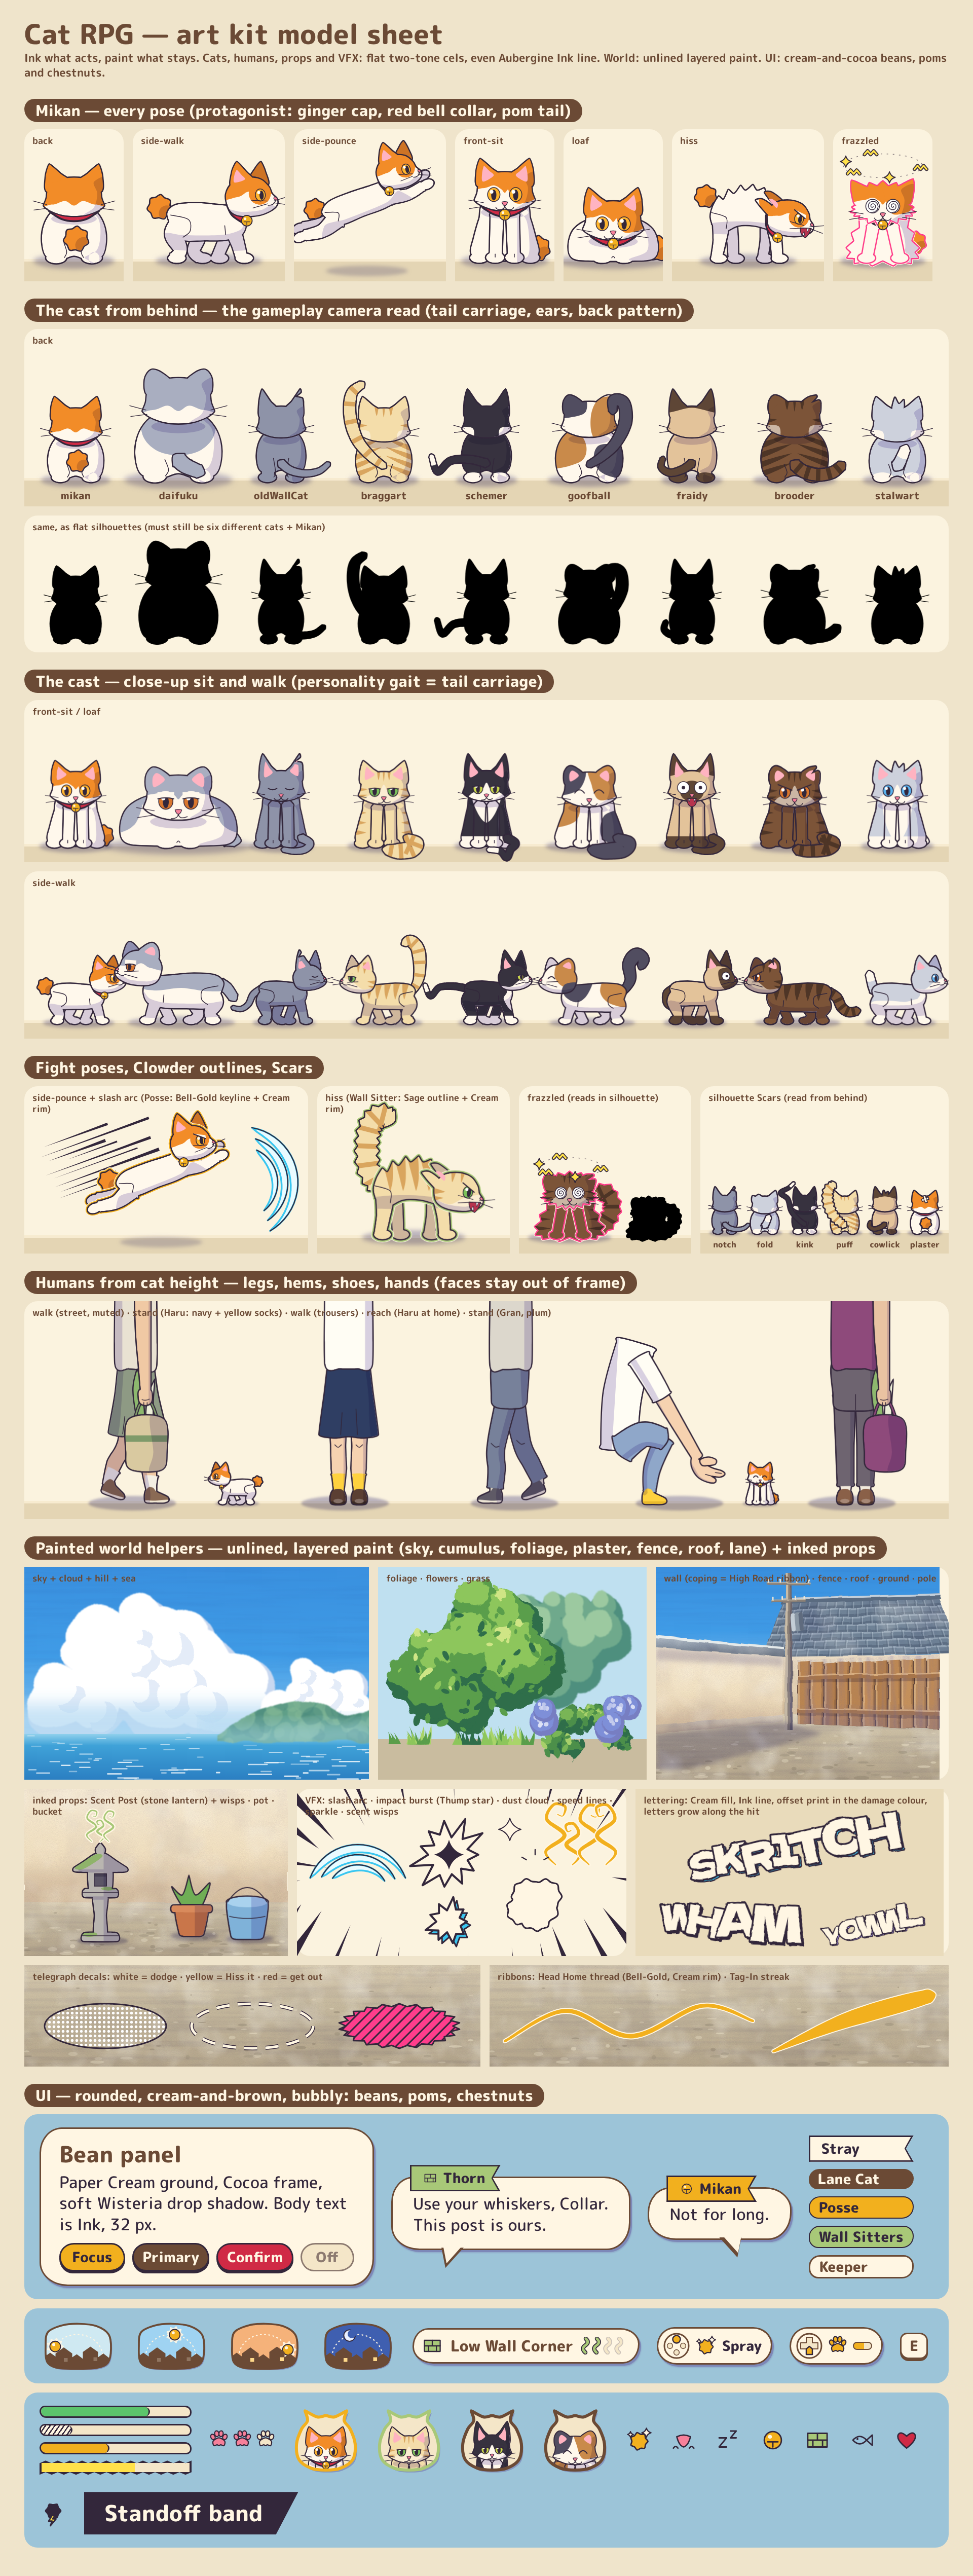 Cat RPG — art kit model sheet
Ink what acts, paint what stays. Cats, humans, props and VFX: flat two-tone cels, even Aubergine Ink line. World: unlined layered paint. UI: cream-and-cocoa beans, poms
and chestnuts.
Mikan — every pose (protagonist: ginger cap, red bell collar, pom tail)
back
side-walk
side-pounce
front-sit
loaf
hiss
frazzled
The cast from behind — the gameplay camera read (tail carriage, ears, back pattern)
back
mikan
daifuku
oldWallCat
braggart
schemer
goofball
fraidy
brooder
stalwart
same, as flat silhouettes (must still be six different cats + Mikan)
The cast — close-up sit and walk (personality gait = tail carriage)
front-sit / loaf
side-walk
Fight poses, Clowder outlines, Scars
side-pounce + slash arc (Posse: Bell-Gold keyline + Cream
rim)
hiss (Wall Sitter: Sage outline + Cream
rim)
frazzled (reads in silhouette)
silhouette Scars (read from behind)
notch
fold
kink
puff
cowlick
plaster
Humans from cat height — legs, hems, shoes, hands (faces stay out of frame)
walk (street, muted) · stand (Haru: navy + yellow socks) · walk (trousers) · reach (Haru at home) · stand (Gran, plum)
Painted world helpers — unlined, layered paint (sky, cumulus, foliage, plaster, fence, roof, lane) + inked props
sky + cloud + hill + sea
foliage · flowers · grass
wall (coping = High Road ribbon) · fence · roof · ground · pole
inked props: Scent Post (stone lantern) + wisps · pot ·
bucket
VFX: slash arc · impact burst (Thump star) · dust cloud · speed lines ·
sparkle · scent wisps
lettering: Cream fill, Ink line, offset print in the damage colour,
letters grow along the hit
SKRITCH
WHAM
YOWWL
telegraph decals: white = dodge · yellow = Hiss it · red = get out
ribbons: Head Home thread (Bell-Gold, Cream rim) · Tag-In streak
UI — rounded, cream-and-brown, bubbly: beans, poms, chestnuts
Bean panel
Paper Cream ground, Cocoa frame,
soft Wisteria drop shadow. Body text
is Ink, 32 px.
Focus
Primary
Confirm
Off
Thorn
Use your whiskers, Collar.
This post is ours.
Mikan
Not for long.
Stray
Lane Cat
Posse
Wall Sitters
Keeper
Low Wall Corner
Spray
E
zz
Standoff band